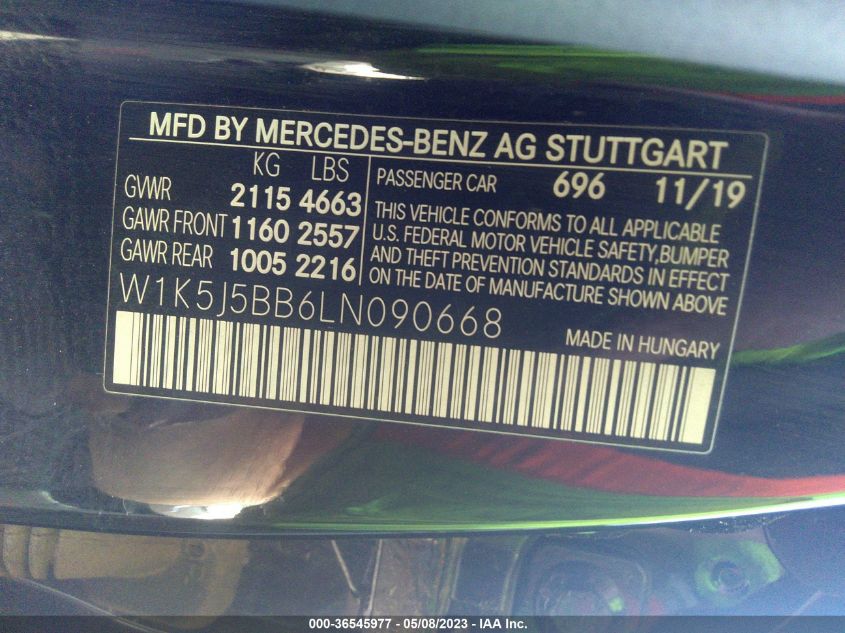 MFD BY MERCEDES-BENZ AG STUTTGART
KG LBS
GVWR 2115 4663
GAWR FRONT 1160 2557
GAWR REAR 1005 2216
PASSENGER CAR 696 11/19
THIS VEHICLE CONFORMS TO ALL APPLICABLE
U.S. FEDERAL MOTOR VEHICLE SAFETY,BUMPER
AND THEFT PREVENTION STANDARDS IN EFFECT
ON THE DATE OF MANUFACTURE SHOWN ABOVE.
W1K5J5BB6LN090668
MADE IN HUNGARY
000-36545977 - 05/08/2023 - IAA Inc.